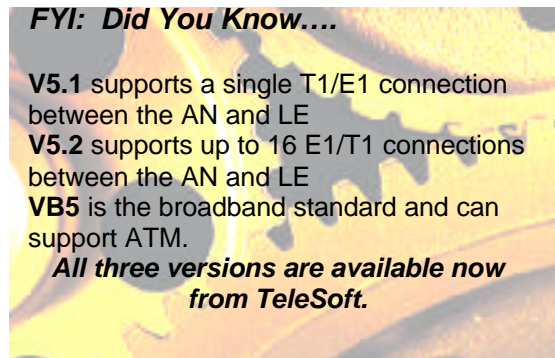 FYI:  Did You Know….
V5.1 supports a single T1/E1 connection
between the AN and LE
V5.2 supports up to 16 E1/T1 connections
between the AN and LE
VB5 is the broadband standard and can
support ATM.
All three versions are available now
from TeleSoft.